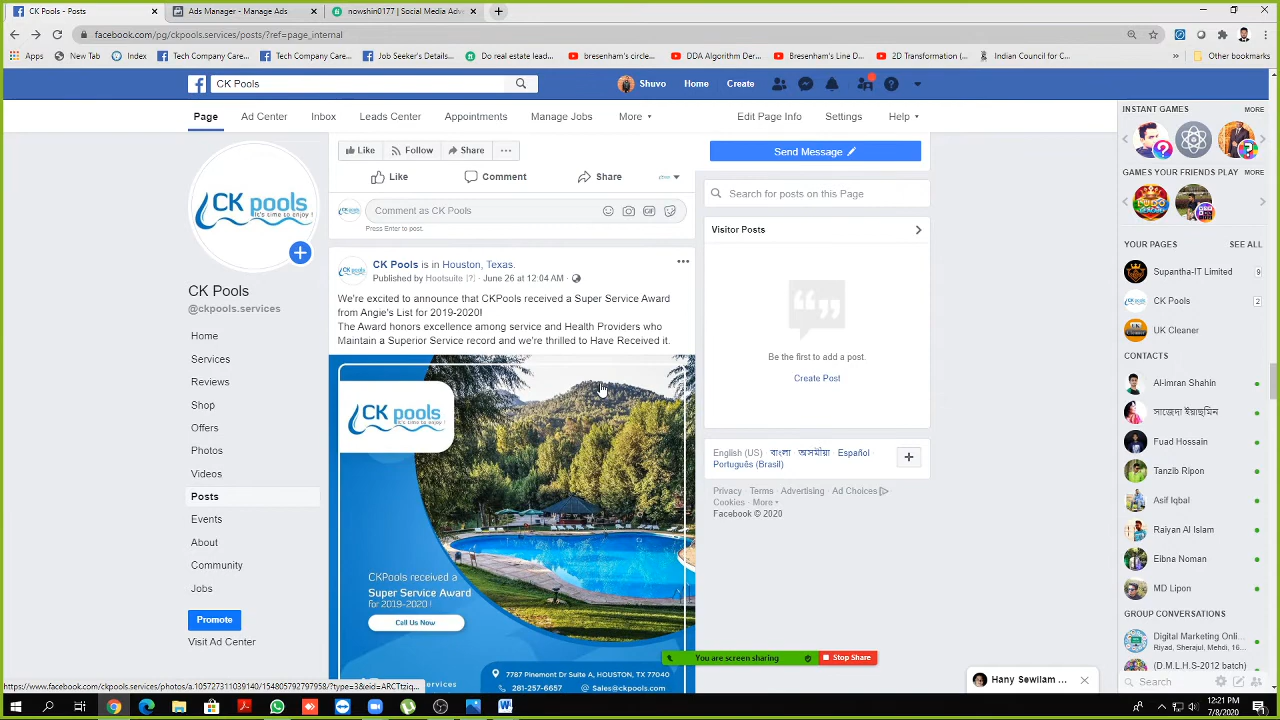 CK Pools - Posts
Ads Manager - Manage Ads
nowshin0177 | Social Media Adve
facebook.com/pg/ckpools.services/posts/?ref=page_internal
Apps
New Tab
Index
Tech Company Care...
Tech Company Care...
Job Seeker's Details...
Do real estate lead...
bresenham's circle...
DDA Algorithm Der...
Bresenham's Line D...
2D Transformation (...
Indian Contract Act...
Other bookmarks
CK Pools
Shuvo
Home
Create
Page
Ad Center
Inbox
Leads Center
Appointments
Manage Jobs
More
Edit Page Info
Settings
Help
CK pools
It's time to enjoy !
CK Pools
@ckpools.services
Home
Services
Reviews
Shop
Offers
Photos
Videos
Posts
Events
About
Community
Jobs
Promote
Visit Ad Center
Like
Follow
Share
Like
Comment
Share
Comment as CK Pools
Press Enter to post.
CK Pools is in Houston, Texas.
Published by Hootsuite [?] · June 26 at 12:04 AM ·
We're excited to announce that CKPools received a Super Service Award
from Angie's List for 2019-2020!
The Award honors excellence among service and Health Providers who
Maintain a Superior Service record and we're thrilled to Have Received it.
CK pools
It's time to enjoy !
CKPools received a
Super Service Award
for 2019-2020 !
Call Us Now
7787 Pinemont Dr Suite A, HOUSTON, TX 77040
281-257-6657
Sales@ckpools.com
Send Message
Search for posts on this Page
Visitor Posts
Be the first to add a post.
Create Post
English (US) · বাংলা · অসমীয়া · Español ·
Português (Brasil)
Privacy · Terms · Advertising · Ad Choices
Cookies · More
Facebook © 2020
INSTANT GAMES
MORE
GAMES YOUR FRIENDS PLAY
MORE
YOUR PAGES
SEE ALL
Supantha-IT Limited
9
CK Pools
2
UK Cleaner
CONTACTS
Al-imran Shahin
সাজেদা ইয়াছমিন
Fuad Hossain
Tanzib Ripon
Asif Iqbal
Raiyan Al Islam
Elbna Noman
MD Lipon
GROUP CONVERSATIONS
Digital Marketing Onli...
Riyad, Sherajul, Mehdi, 16...
(D.M.L.H.S-2012 batch)
Search
You are screen sharing
Stop Share
Hany Sewilam ...
12:21 PM
7/8/2020